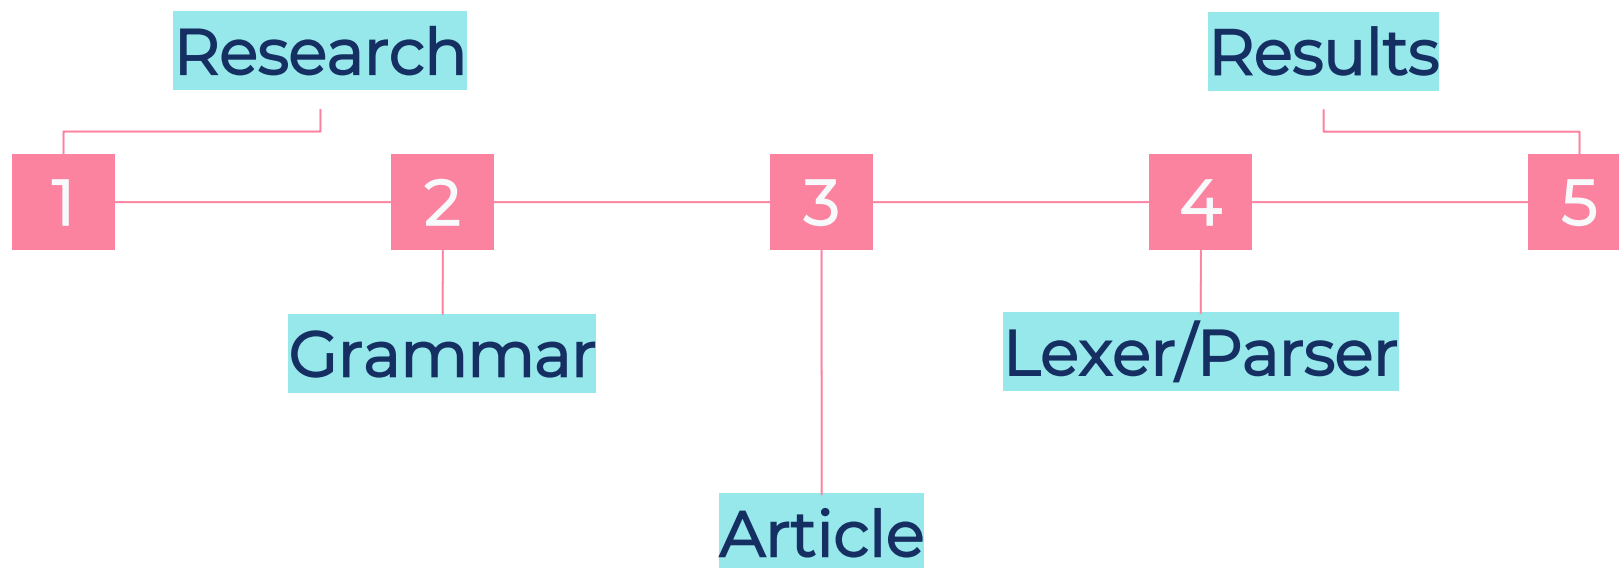 Research
Results
1
2
3
4
5
Grammar
Lexer/Parser
Article